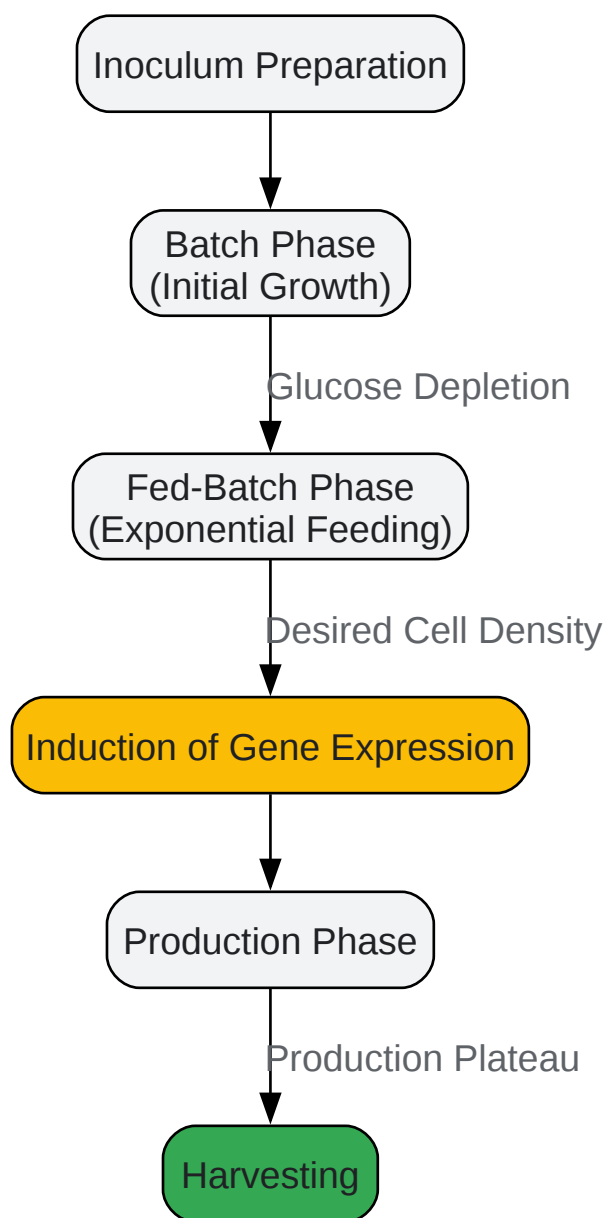 Inoculum Preparation
Batch Phase
(Initial Growth)
Glucose Depletion
Fed-Batch Phase
(Exponential Feeding)
Desired Cell Density
Induction of Gene Expression
Production Phase
Production Plateau
Harvesting